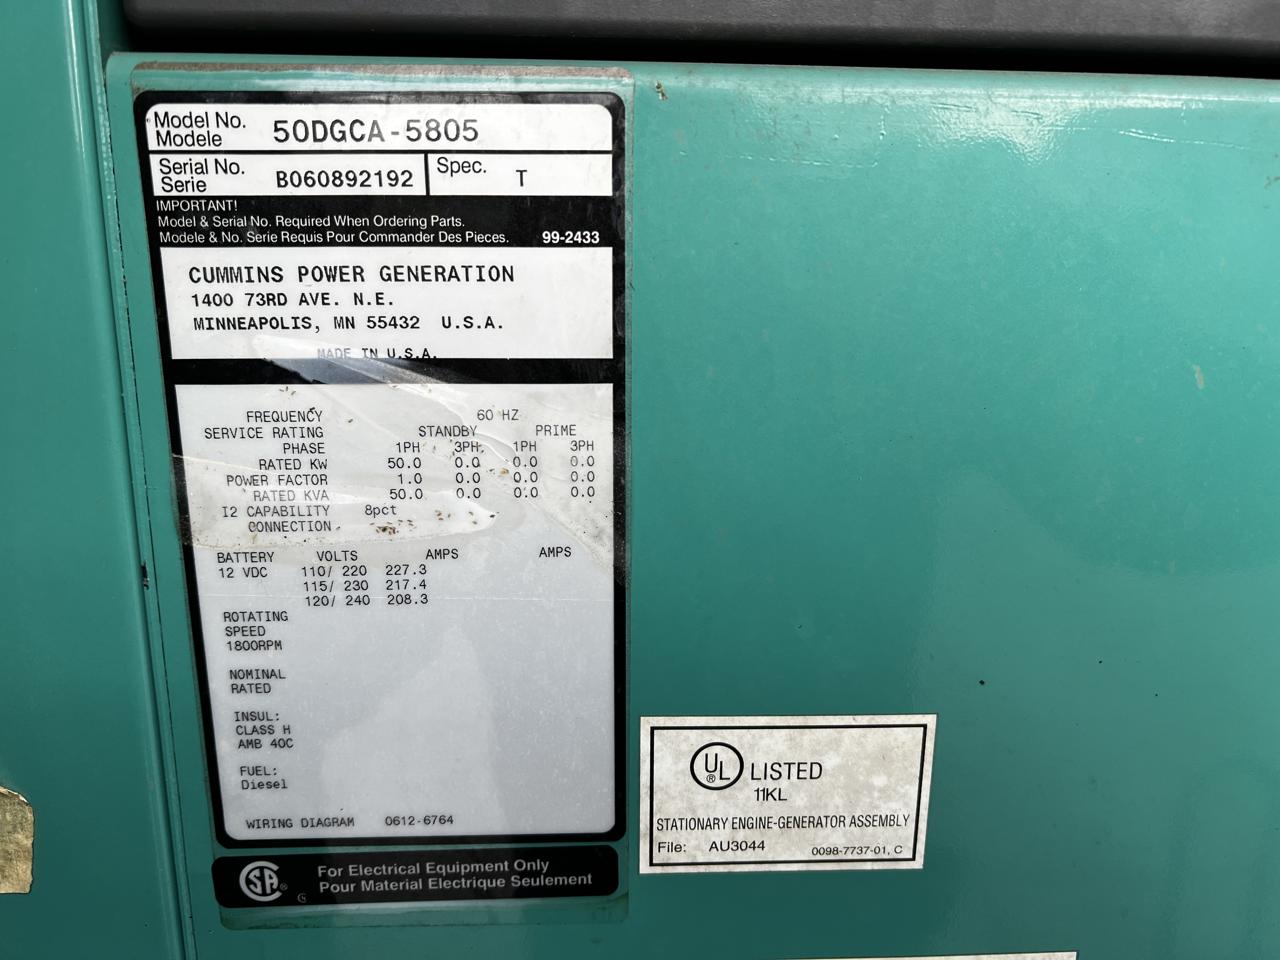 Model No.
Modele
50DGCA-5805
Serial No.
Serie
B060892192
Spec. T
IMPORTANT!
Model & Serial No. Required When Ordering Parts.
Modele & No. Serie Requis Pour Commander Des Pieces. 99-2433
CUMMINS POWER GENERATION
1400 73RD AVE. N.E.
MINNEAPOLIS, MN 55432 U.S.A.
MADE IN U.S.A.
FREQUENCY 60 HZ
SERVICE RATING STANDBY PRIME
PHASE 1PH 3PH 1PH 3PH
RATED KW 50.0 0.0 0.0 0.0
POWER FACTOR 1.0 0.0 0.0 0.0
RATED KVA 50.0 0.0 0.0 0.0
I2 CAPABILITY 8pct
CONNECTION
BATTERY VOLTS AMPS AMPS
12 VDC 110/ 220 227.3
115/ 230 217.4
120/ 240 208.3
ROTATING
SPEED
1800RPM
NOMINAL
RATED
INSUL:
CLASS H
AMB 40C
FUEL:
Diesel
WIRING DIAGRAM 0612-6764
SA ®
For Electrical Equipment Only
Pour Material Electrique Seulement
UL ® LISTED
11KL
STATIONARY ENGINE-GENERATOR ASSEMBLY
File: AU3044 0098-7737-01, C